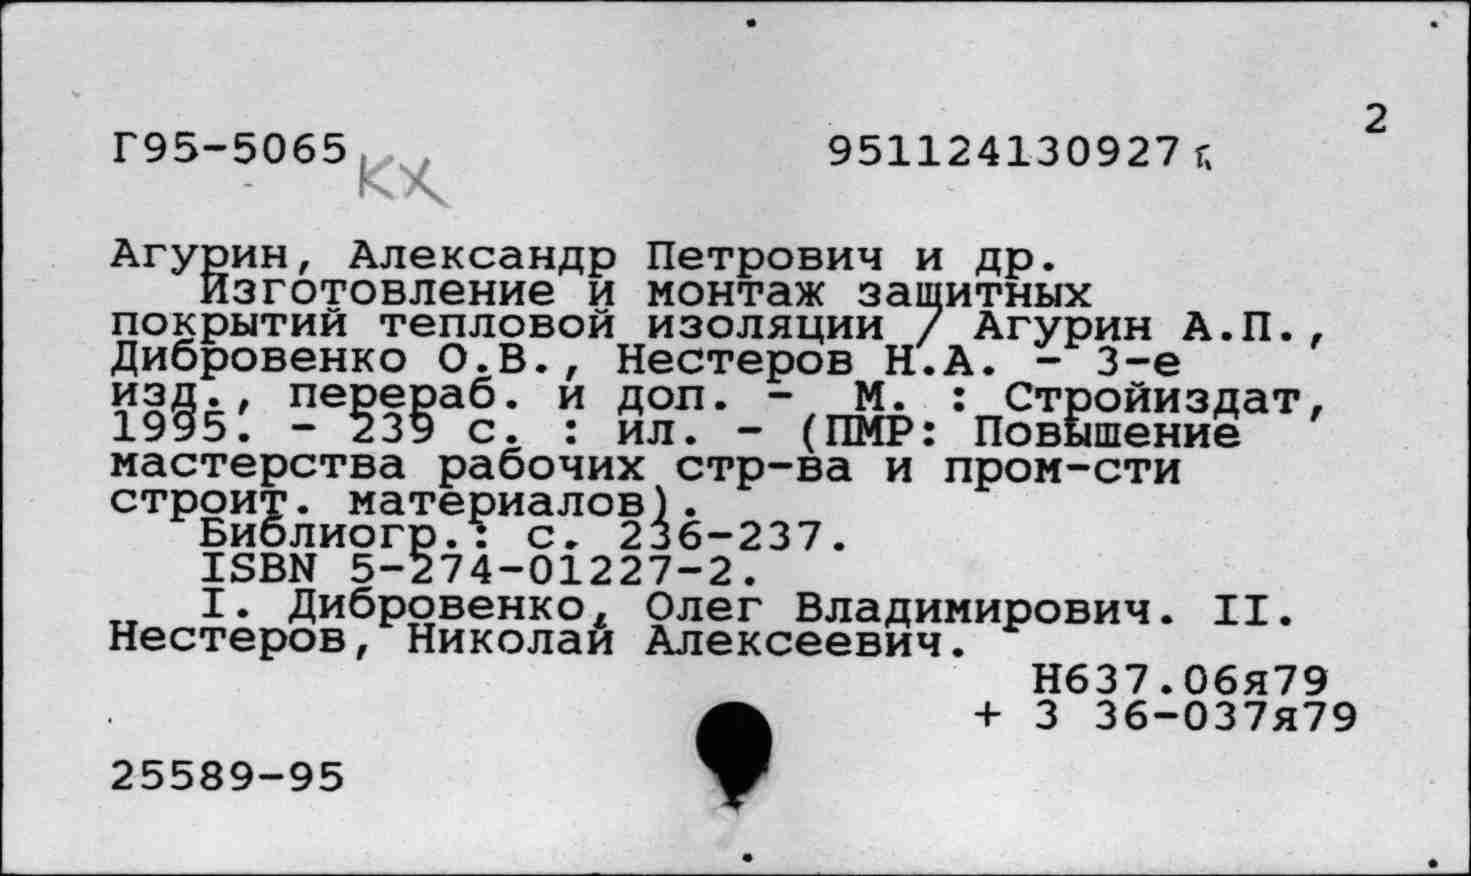 2
Г95-5065 КХ 951124130927
Агурин, Александр Петрович и др.
Изготовление и монтаж защитных
покрытий тепловой изоляции / Агурин А.П.,
Дибровенко О.В., Нестеров Н.А. - 3-е
изд., перераб. и доп. - М. : Стройиздат,
1995. - 239 с. : ил. - (ПМР: Повышение
мастерства рабочих стр-ва и пром-сти
строит. материалов).
Библиогр.: с. 236-237.
ISBN 5-274-01227-2.
I. Дибровенко, Олег Владимирович. II.
Нестеров, Николай Алексеевич.
Н637.06я79
+ З 36-037я79
25589-95